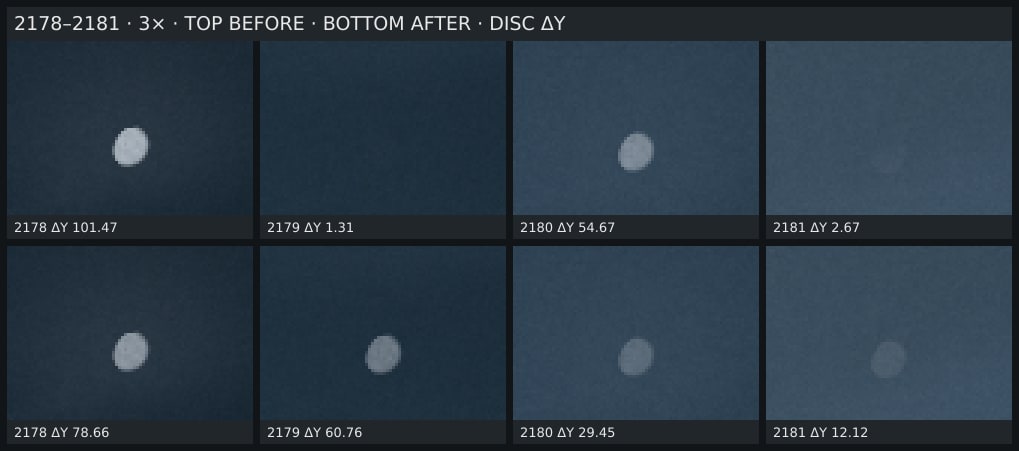 2178–2181 · 3× · TOP BEFORE · BOTTOM AFTER · DISC ΔY
2178 ΔY 101.47
2179 ΔY 1.31
2180 ΔY 54.67
2181 ΔY 2.67
2178 ΔY 78.66
2179 ΔY 60.76
2180 ΔY 29.45
2181 ΔY 12.12